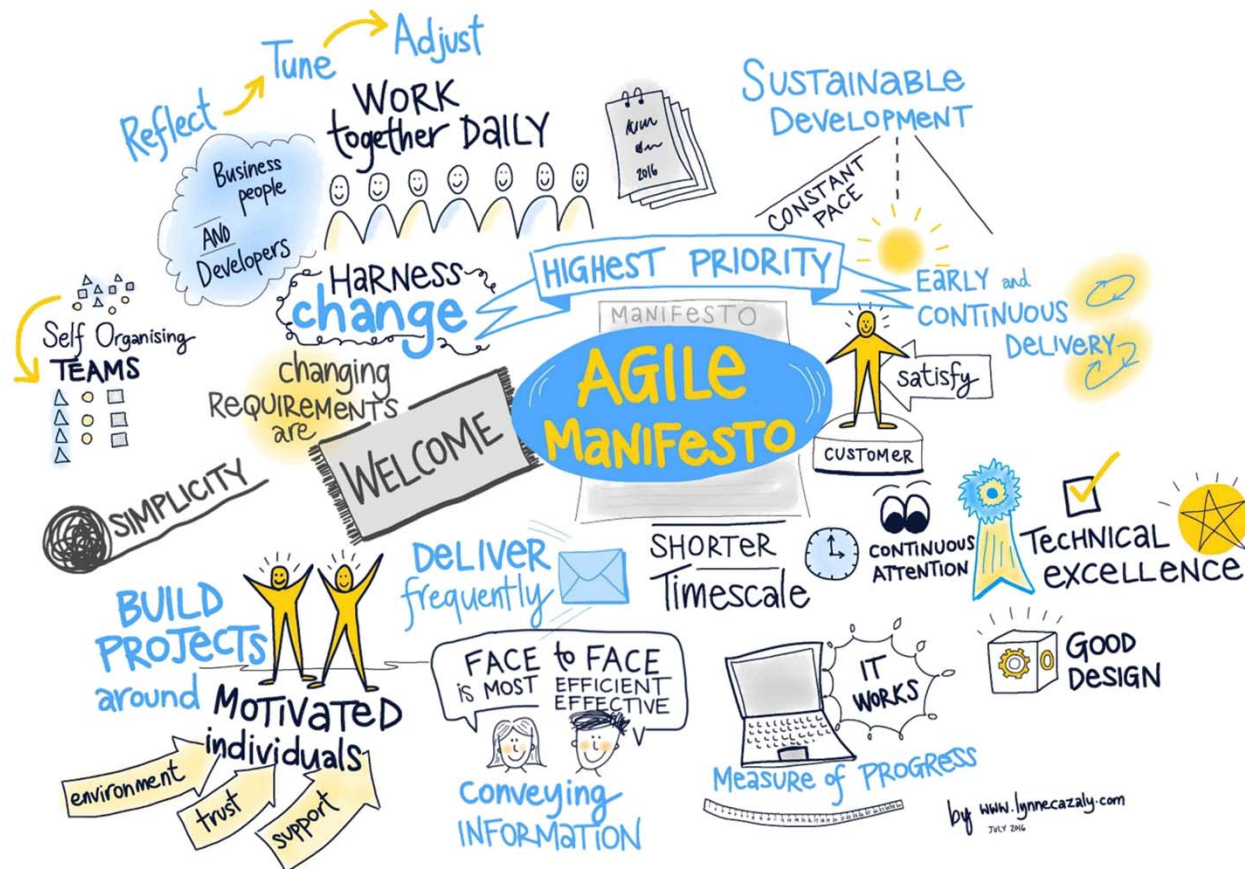 Reflect
Tune
Adjust
WORK
together DAILY
Business
people
AND
Developers
2016
SUSTAINABLE
DEVELOPMENT
CONSTANT
PACE
HARNESS
change
HIGHEST PRIORITY
EARLY and
CONTINUOUS
DELIVERY
satisfy
CUSTOMER
MANIFESTO
AGILE
MANIFESTO
Self Organising
TEAMS
changing
REQUIREMENTS
are
WELCOME
SIMPLICITY
DELIVER
frequently
SHORTER
Timescale
CONTINUOUS
ATTENTION
TECHNICAL
EXCELLENCE
GOOD
DESIGN
BUILD
PROJECTS
around
MOTIVATED
individuals
environment
trust
support
FACE to FACE
is MOST EFFICIENT
EFFECTIVE
conveying
INFORMATION
IT
WORKS
Measure of PROGRESS
by www.lynnecazaly.com
JULY 2016